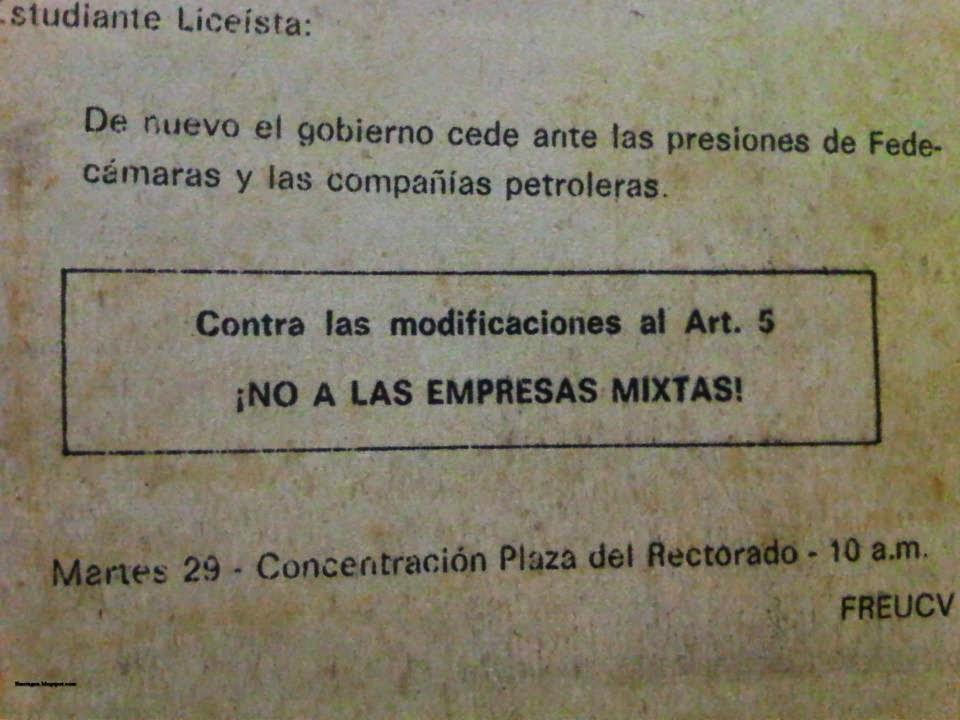 studiante Liceísta:
De nuevo el gobierno cede ante las presiones de Fede-
cámaras y las compañías petroleras.
Contra las modificaciones al Art. 5
¡NO A LAS EMPRESAS MIXTAS!
Martes 29 - Concentración Plaza del Rectorado - 10 a.m.
FREUCV